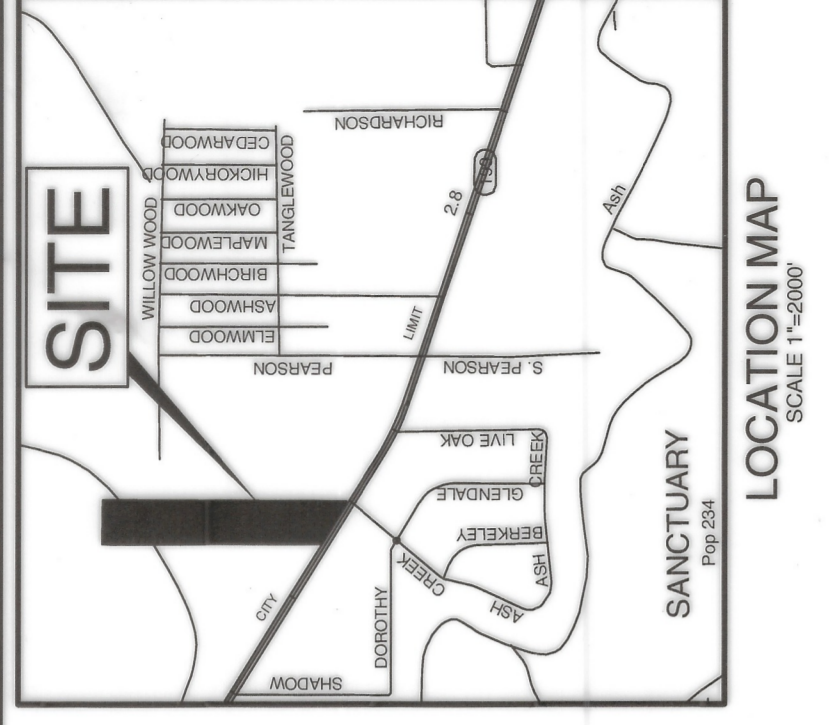 SITE
WILLOW WOOD
CEDARWOOD
HICKORYWOOD
OAKWOOD
MAPLEWOOD
BIRCHWOOD
ASHWOOD
ELMWOOD
TANGLEWOOD
RICHARDSON
2.8
199
LIMIT
PEARSON
S. PEARSON
Ash
CITY
LIVE OAK
GLENDALE
BERKELEY
ASH
CREEK
ASH
CREEK
DOROTHY
SHADOW
SANCTUARY
Pop 234
LOCATION MAP
SCALE 1"=2000'